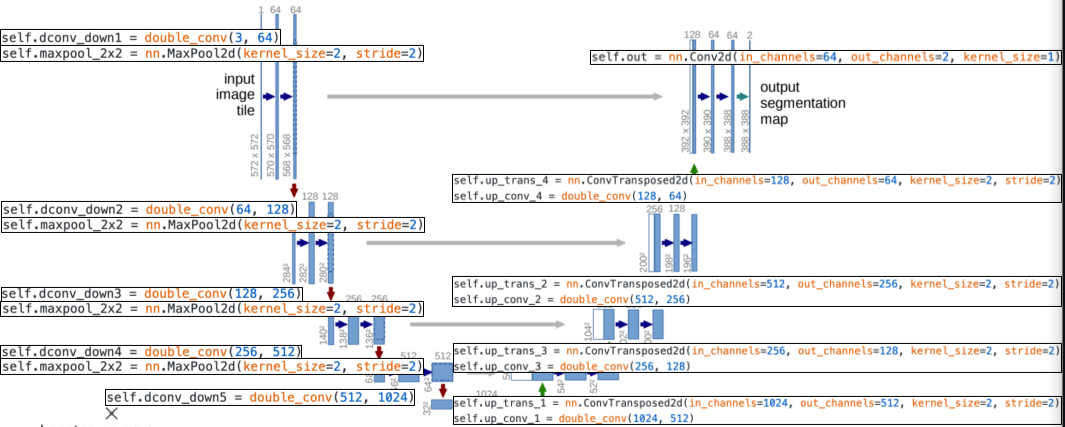 1 64 64
self.dconv_down1 = double_conv(3, 64)
self.maxpool_2x2 = nn.MaxPool2d(kernel_size=2, stride=2)
input
image
tile
572 x 572
570 x 570
568 x 568
128 64 64 2
self.out = nn.Conv2d(in_channels=64, out_channels=2, kernel_size=1)
output
segmentation
map
392 x 392
390 x 390
388 x 388
388 x 388
self.up_trans_4 = nn.ConvTransposed2d(in_channels=128, out_channels=64, kernel_size=2, stride=2)
self.up_conv_4 = double_conv(128, 64)
128 128
self.dconv_down2 = double_conv(64, 128)
self.maxpool_2x2 = nn.MaxPool2d(kernel_size=2, stride=2)
284²
282²
280²
256 128
200²
198²
196²
self.up_trans_2 = nn.ConvTransposed2d(in_channels=512, out_channels=256, kernel_size=2, stride=2)
self.up_conv_2 = double_conv(512, 256)
self.dconv_down3 = double_conv(128, 256)
256 256
self.maxpool_2x2 = nn.MaxPool2d(kernel_size=2, stride=2)
140²
138²
136²
104²
self.dconv_down4 = double_conv(256, 512)
512 512
self.maxpool_2x2 = nn.MaxPool2d(kernel_size=2, stride=2)
64²
self.up_trans_3 = nn.ConvTransposed2d(in_channels=256, out_channels=128, kernel_size=2, stride=2)
self.up_conv_3 = double_conv(256, 128)
54²
52²
self.dconv_down5 = double_conv(512, 1024)
1024
32²
self.up_trans_1 = nn.ConvTransposed2d(in_channels=1024, out_channels=512, kernel_size=2, stride=2)
self.up_conv_1 = double_conv(1024, 512)